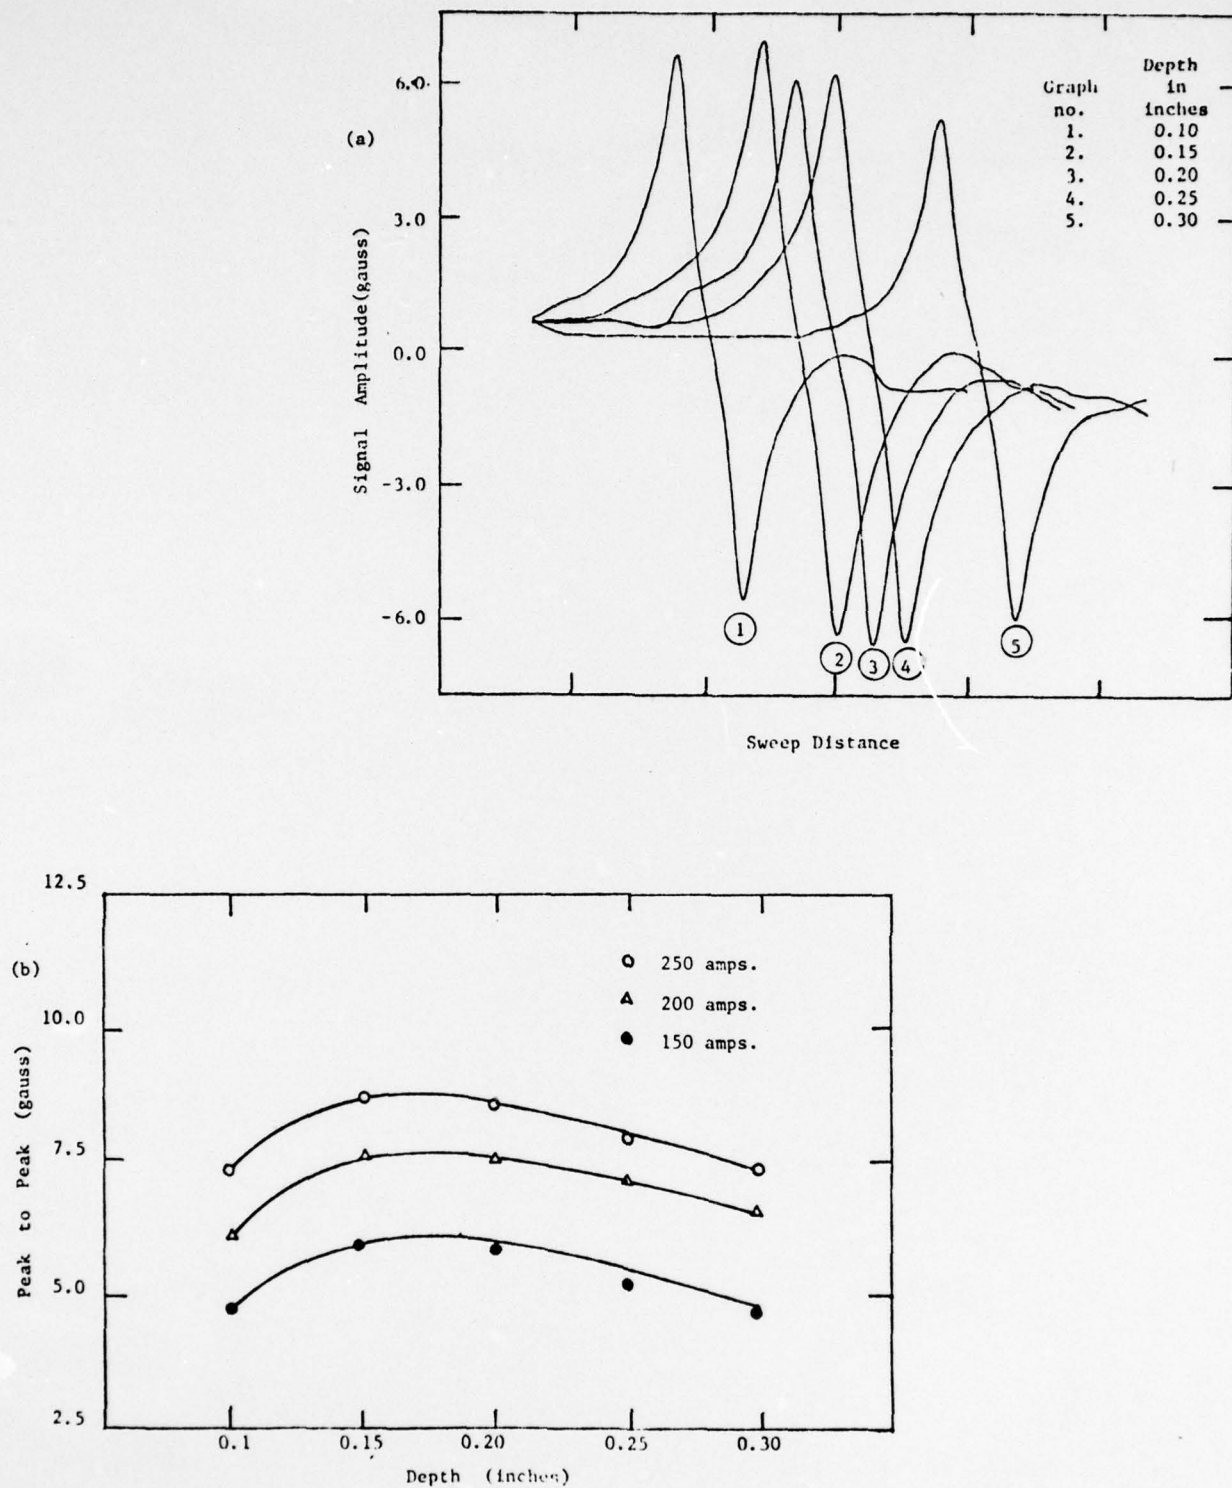 (a)
Signal Amplitude(gauss)
6.0
3.0
0.0
-3.0
-6.0
Graph no. Depth in inches
1. 0.10
2. 0.15
3. 0.20
4. 0.25
5. 0.30
1 2 3 4 5
Sweep Distance
(b)
Peak to Peak (gauss)
12.5
10.0
7.5
5.0
2.5
250 amps.
200 amps.
150 amps.
0.1 0.15 0.20 0.25 0.30
Depth (inches)